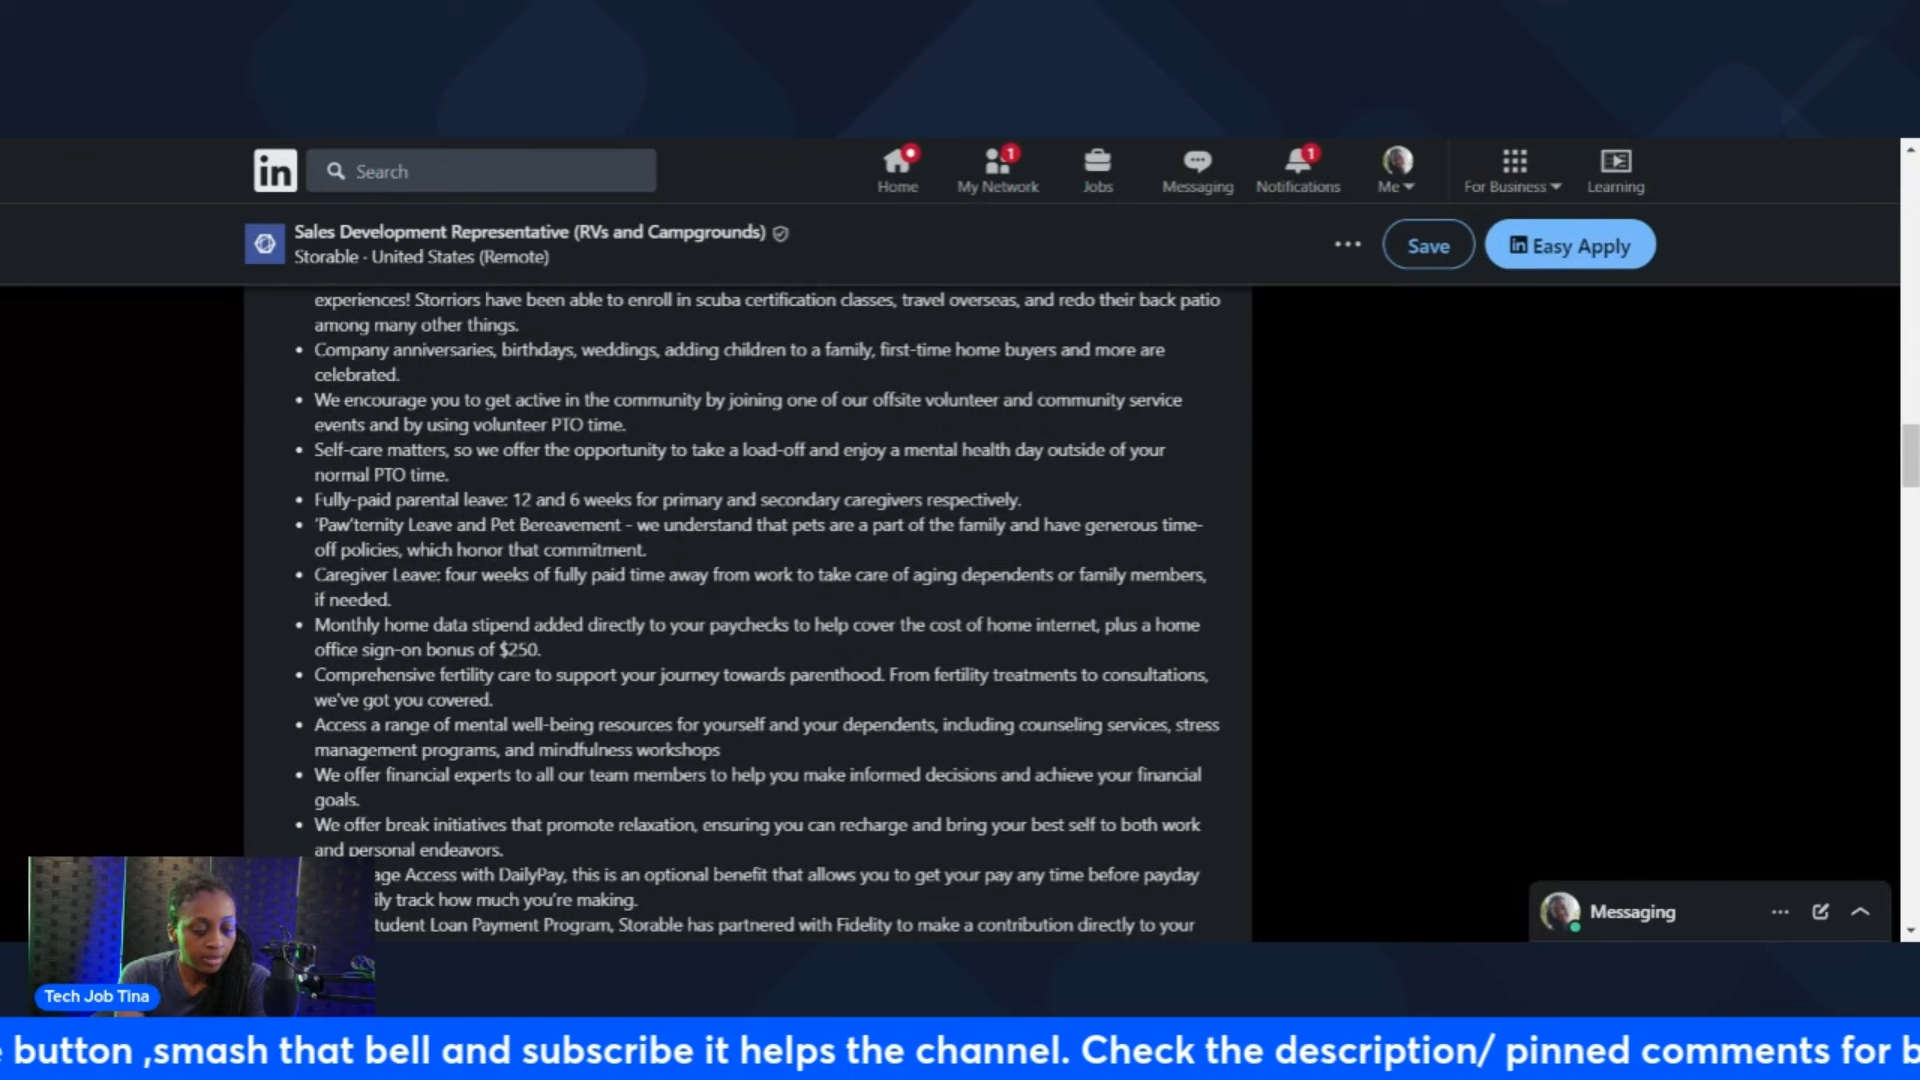 in
Search
Home
1
My Network
Jobs
Messaging
1
Notifications
Me
For Business
Learning
Sales Development Representative (RVs and Campgrounds)
Storable · United States (Remote)
Save
in Easy Apply
experiences! Storriors have been able to enroll in scuba certification classes, travel overseas, and redo their back patio
among many other things.
• Company anniversaries, birthdays, weddings, adding children to a family, first-time home buyers and more are
celebrated.
• We encourage you to get active in the community by joining one of our offsite volunteer and community service
events and by using volunteer PTO time.
• Self-care matters, so we offer the opportunity to take a load-off and enjoy a mental health day outside of your
normal PTO time.
• Fully-paid parental leave: 12 and 6 weeks for primary and secondary caregivers respectively.
• 'Paw'ternity Leave and Pet Bereavement - we understand that pets are a part of the family and have generous time-
off policies, which honor that commitment.
• Caregiver Leave: four weeks of fully paid time away from work to take care of aging dependents or family members,
if needed.
• Monthly home data stipend added directly to your paychecks to help cover the cost of home internet, plus a home
office sign-on bonus of $250.
• Comprehensive fertility care to support your journey towards parenthood. From fertility treatments to consultations,
we've got you covered.
• Access a range of mental well-being resources for yourself and your dependents, including counseling services, stress
management programs, and mindfulness workshops
• We offer financial experts to all our team members to help you make informed decisions and achieve your financial
goals.
• We offer break initiatives that promote relaxation, ensuring you can recharge and bring your best self to both work
and personal endeavors.
age Access with DailyPay, this is an optional benefit that allows you to get your pay any time before payday
ily track how much you're making.
tudent Loan Payment Program, Storable has partnered with Fidelity to make a contribution directly to your
Messaging
Tech Job Tina
button ,smash that bell and subscribe it helps the channel. Check the description/ pinned comments for b